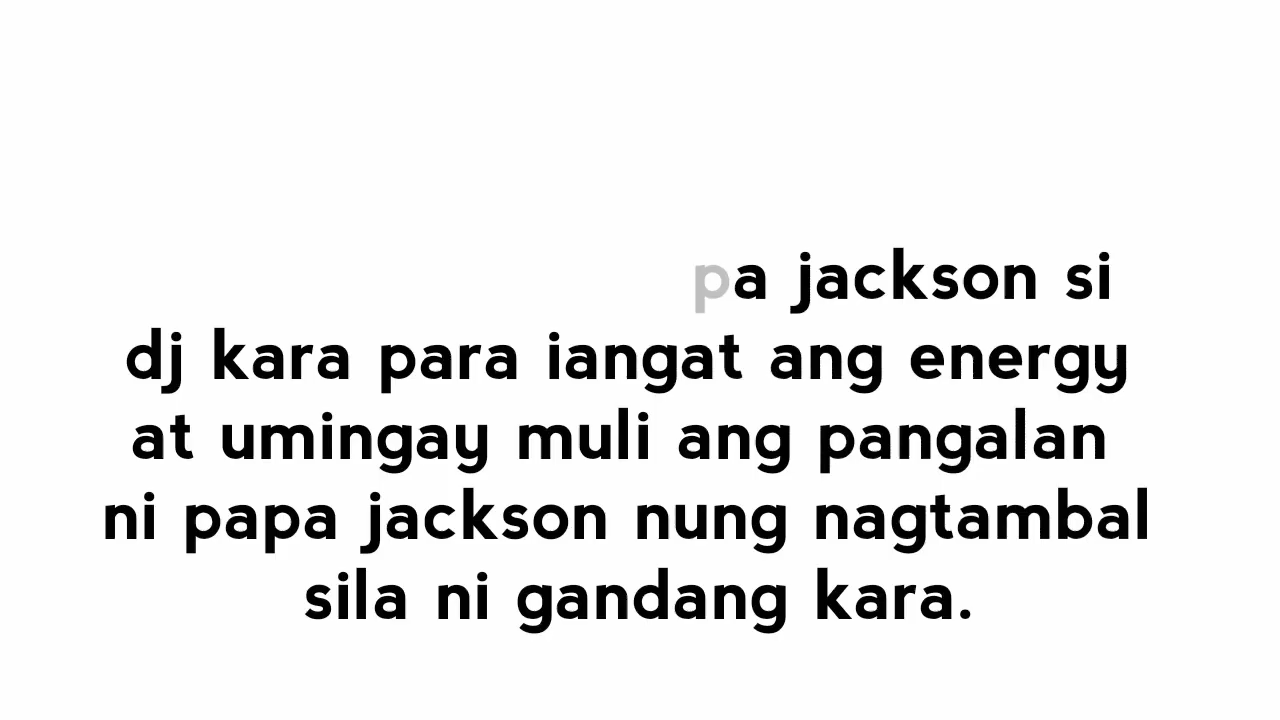 pa jackson si
dj kara para iangat ang energy
at umingay muli ang pangalan
ni papa jackson nung nagtambal
sila ni gandang kara.